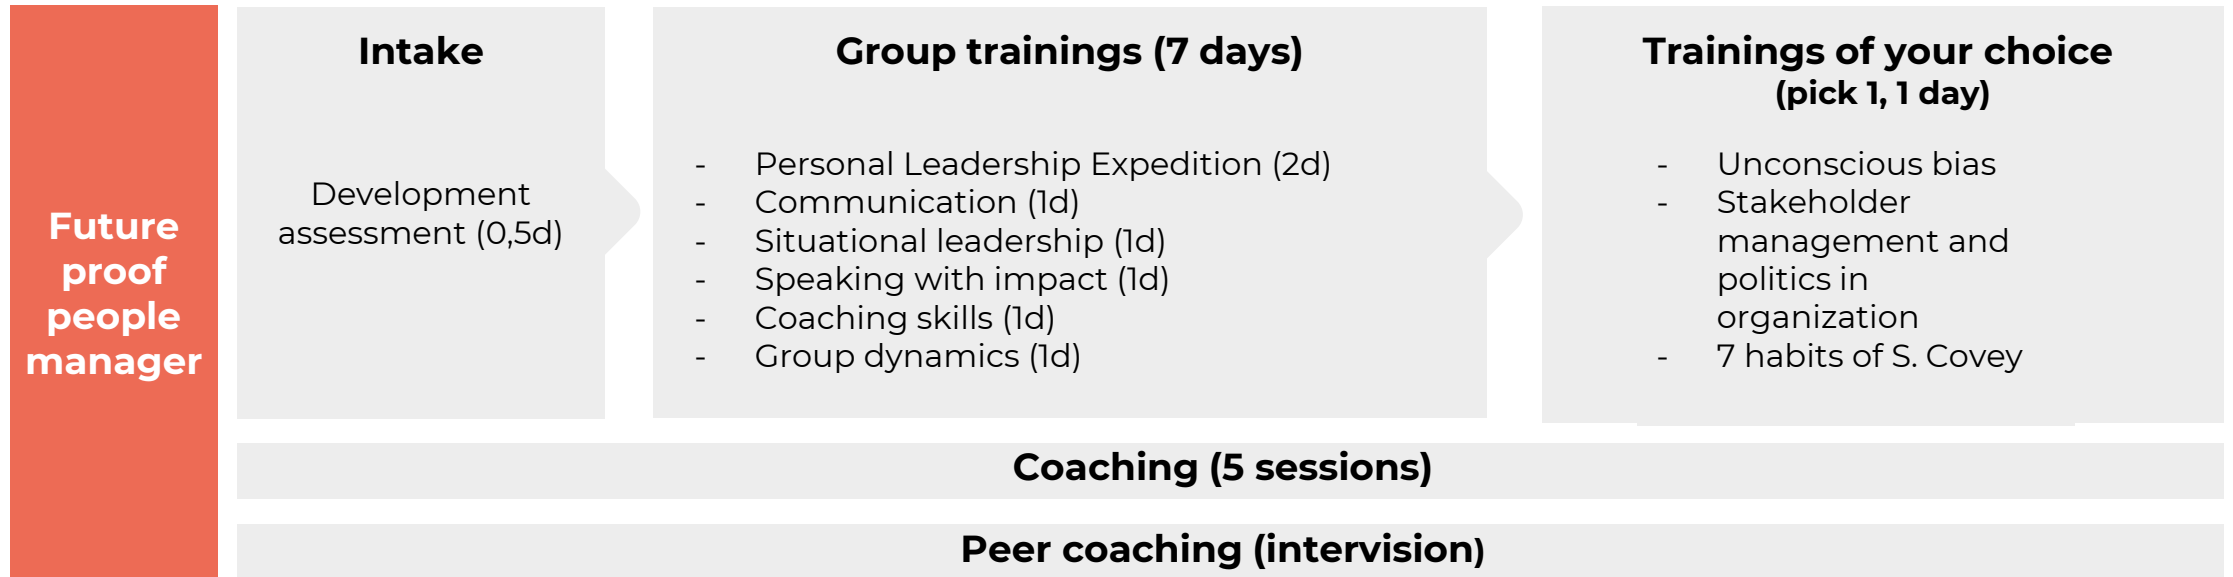 Future
proof
people
manager
Intake
Development
assessment (0,5d)
Group trainings (7 days)
- Personal Leadership Expedition (2d)
- Communication (1d)
- Situational leadership (1d)
- Speaking with impact (1d)
- Coaching skills (1d)
- Group dynamics (1d)
Trainings of your choice
(pick 1, 1 day)
- Unconscious bias
- Stakeholder
management and
politics in
organization
- 7 habits of S. Covey
Coaching (5 sessions)
Peer coaching (intervision)